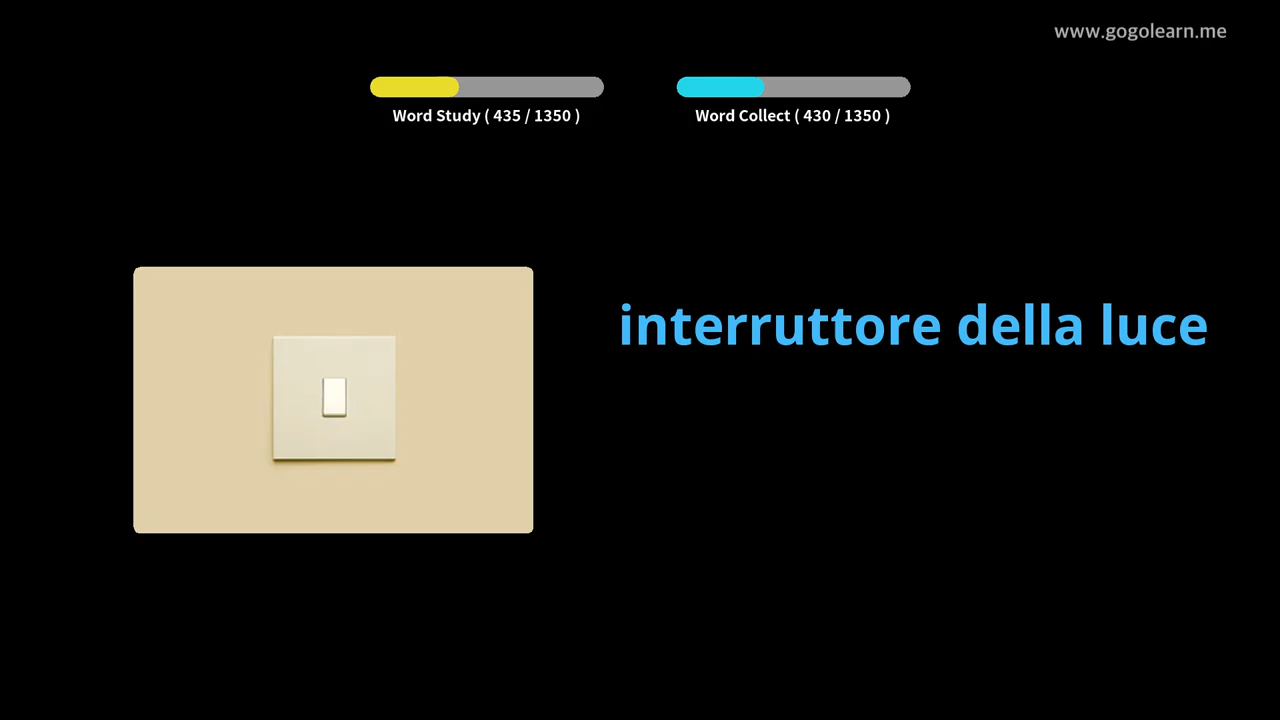 www.gogolearn.me
Word Study ( 435 / 1350 )
Word Collect ( 430 / 1350 )
interruttore della luce